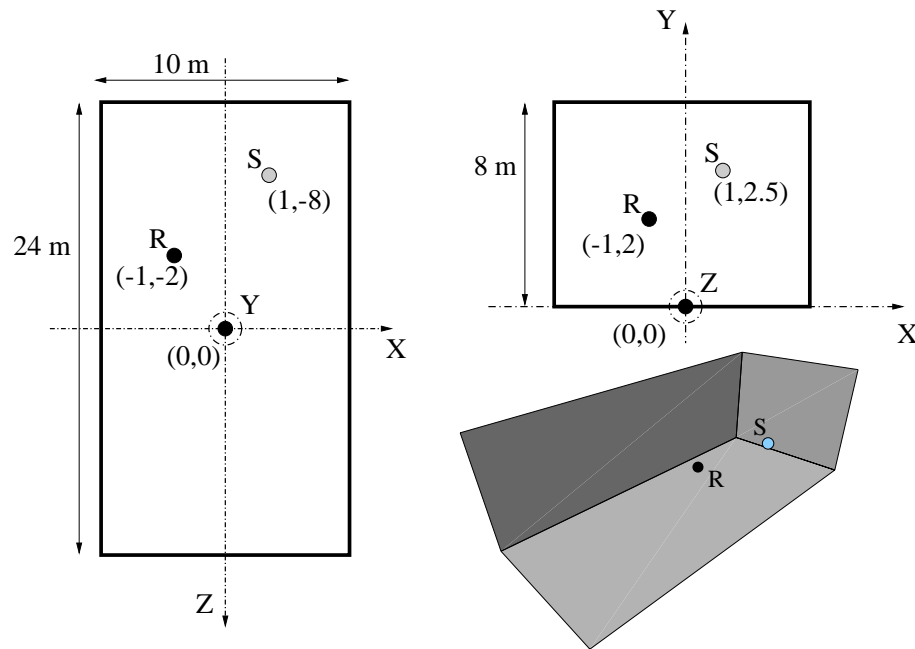 10 m
S
(1,-8)
24 m
R
(-1,-2)
Y
(0,0)
X
Z
Y
8 m
S
(1,2.5)
R
(-1,2)
Z
(0,0)
X
S
R